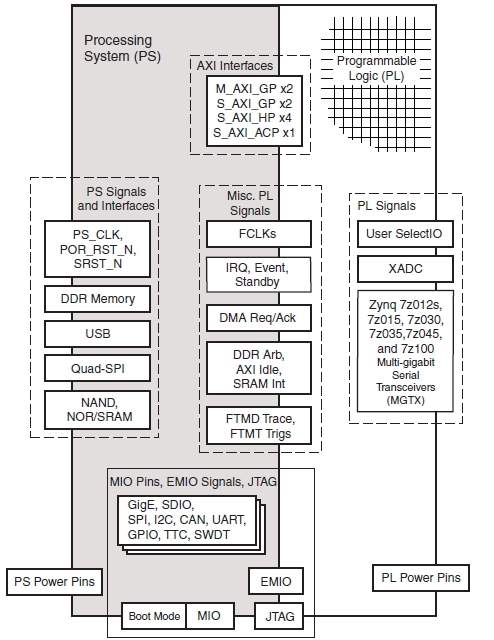 Processing
System (PS)
AXI Interfaces
M_AXI_GP x2
S_AXI_GP x2
S_AXI_HP x4
S_AXI_ACP x1
Programmable
Logic (PL)
PS Signals
and Interfaces
PS_CLK,
POR_RST_N,
SRST_N
DDR Memory
USB
Quad-SPI
NAND,
NOR/SRAM
Misc. PL
Signals
FCLKs
IRQ, Event,
Standby
DMA Req/Ack
DDR Arb,
AXI Idle,
SRAM Int
FTMD Trace,
FTMT Trigs
PL Signals
User SelectIO
XADC
Zynq 7z012s,
7z015, 7z030,
7z035,7z045,
and 7z100
Multi-gigabit
Serial
Transceivers
(MGTX)
MIO Pins, EMIO Signals, JTAG
GigE, SDIO,
SPI, I2C, CAN, UART,
GPIO, TTC, SWDT
PS Power Pins
EMIO
PL Power Pins
Boot Mode
MIO
JTAG